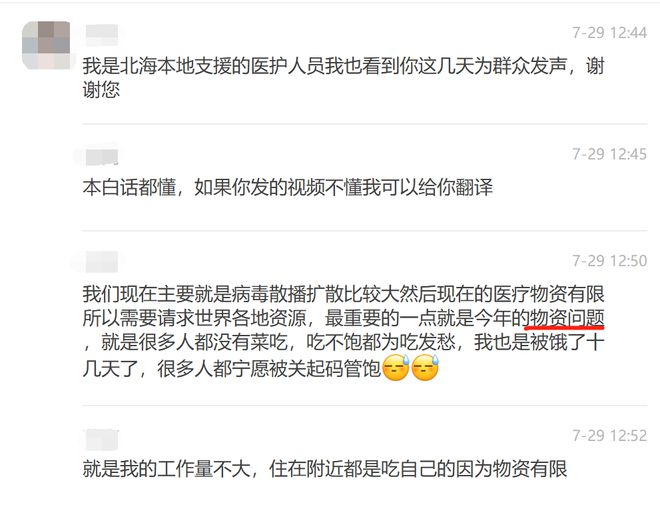 7-29 12:44
我是北海本地支援的医护人员我也看到你这几天为群众发声，谢
谢您
7-29 12:45
本白话都懂，如果你发的视频不懂我可以给你翻译
7-29 12:50
我们现在主要就是病毒散播扩散比较大然后现在的医疗物资有限
所以需要请求世界各地资源，最重要的一点就是今年的物资问题
，就是很多人都没有菜吃，吃不饱都为吃发愁，我也是被饿了十
几天了，很多人都宁愿被关起码管饱😓😓
7-29 12:52
就是我的工作量不大，住在附近都是吃自己的因为物资有限